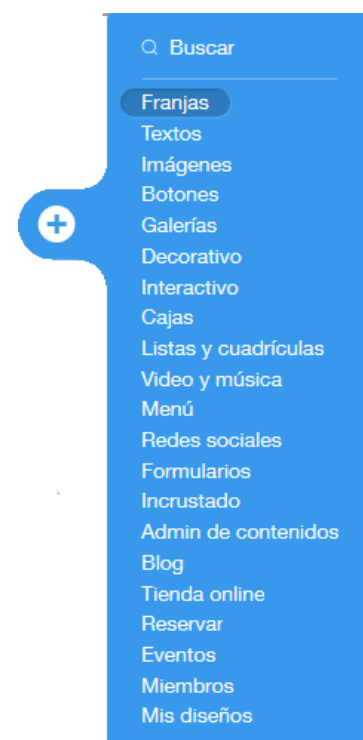 Buscar
Franjas
Textos
Imágenes
Botones
Galerías
Decorativo
Interactivo
Cajas
Listas y cuadrículas
Video y música
Menú
Redes sociales
Formularios
Incrustado
Admin de contenidos
Blog
Tienda online
Reservar
Eventos
Miembros
Mis diseños